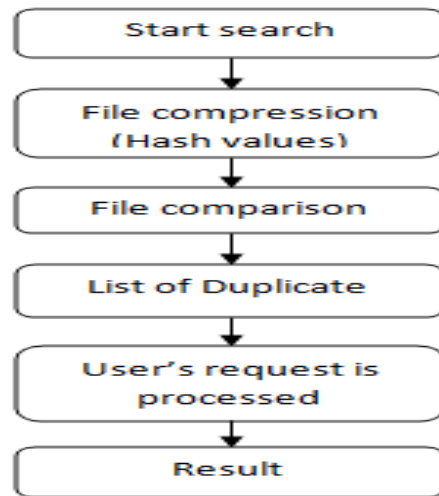 Start search
File compression
(Hash values)
File comparison
List of Duplicate
User's request is
processed
Result